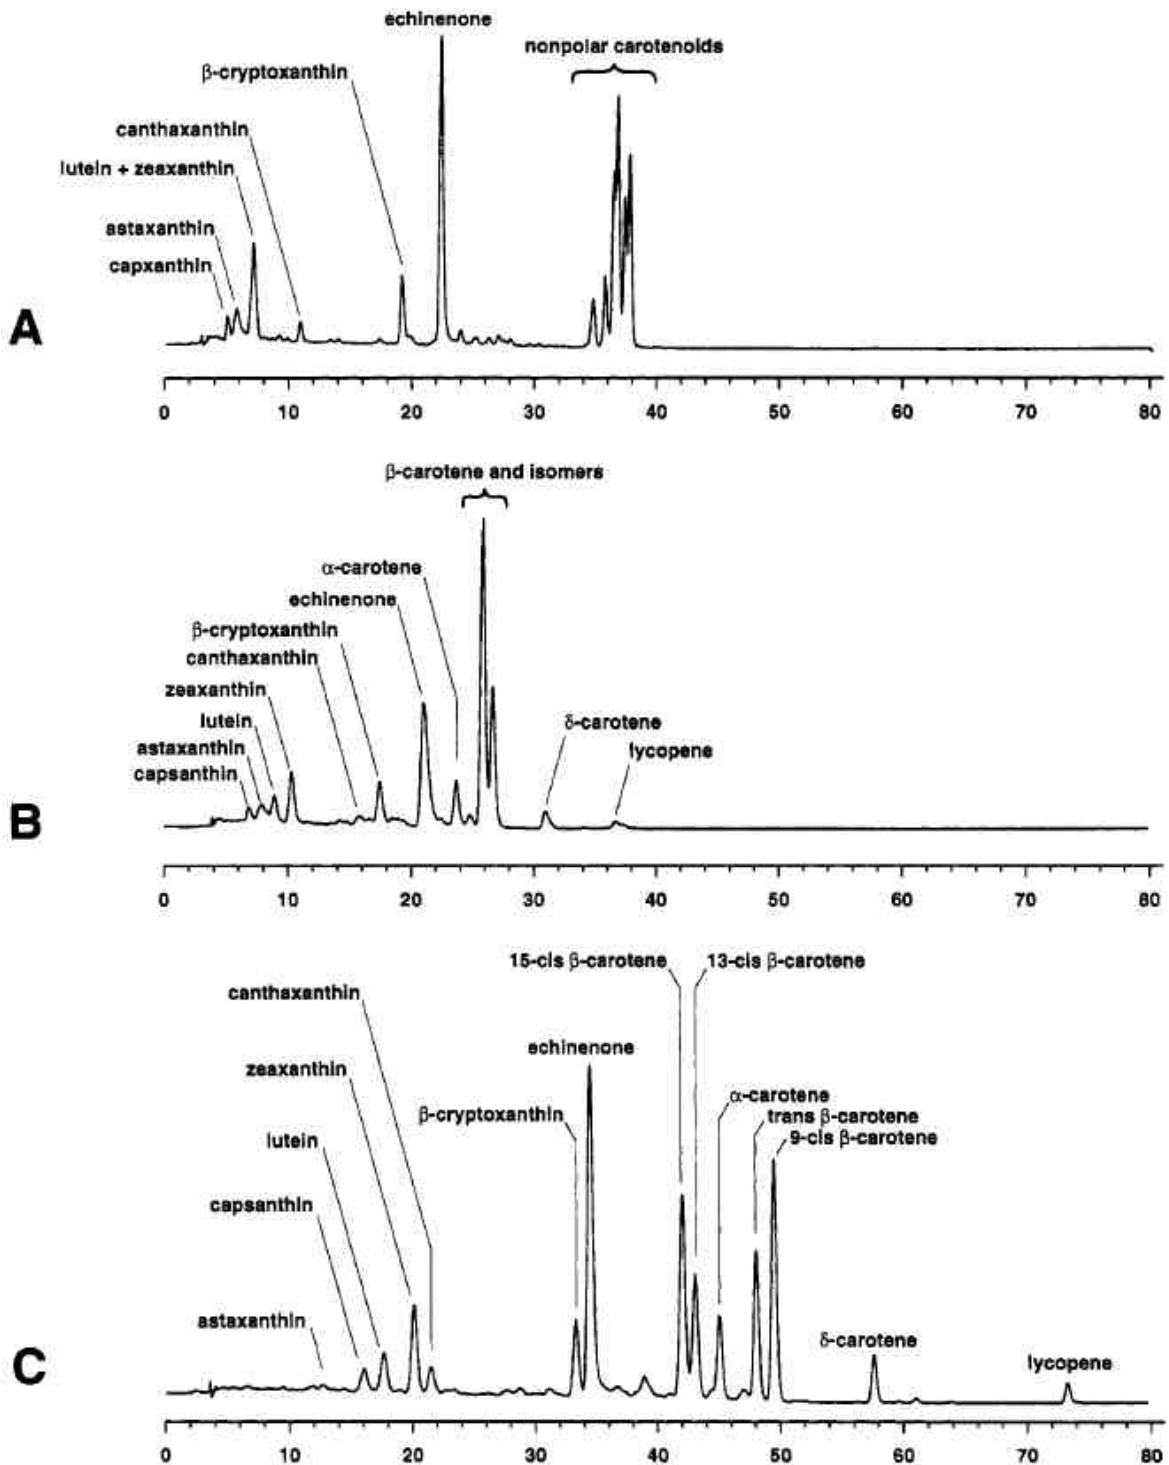 echinenone
nonpolar carotenoids
β-cryptoxanthin
canthaxanthin
lutein + zeaxanthin
astaxanthin
capxanthin
A
0 10 20 30 40 50 60 70 80
β-carotene and isomers
α-carotene
echinenone
β-cryptoxanthin
canthaxanthin
zeaxanthin
lutein
astaxanthin
capsanthin
δ-carotene
lycopene
B
0 10 20 30 40 50 60 70 80
15-cis β-carotene 13-cis β-carotene
canthaxanthin
echinenone
zeaxanthin
α-carotene
β-cryptoxanthin
trans β-carotene
9-cis β-carotene
lutein
capsanthin
astaxanthin
δ-carotene
lycopene
C
0 10 20 30 40 50 60 70 80